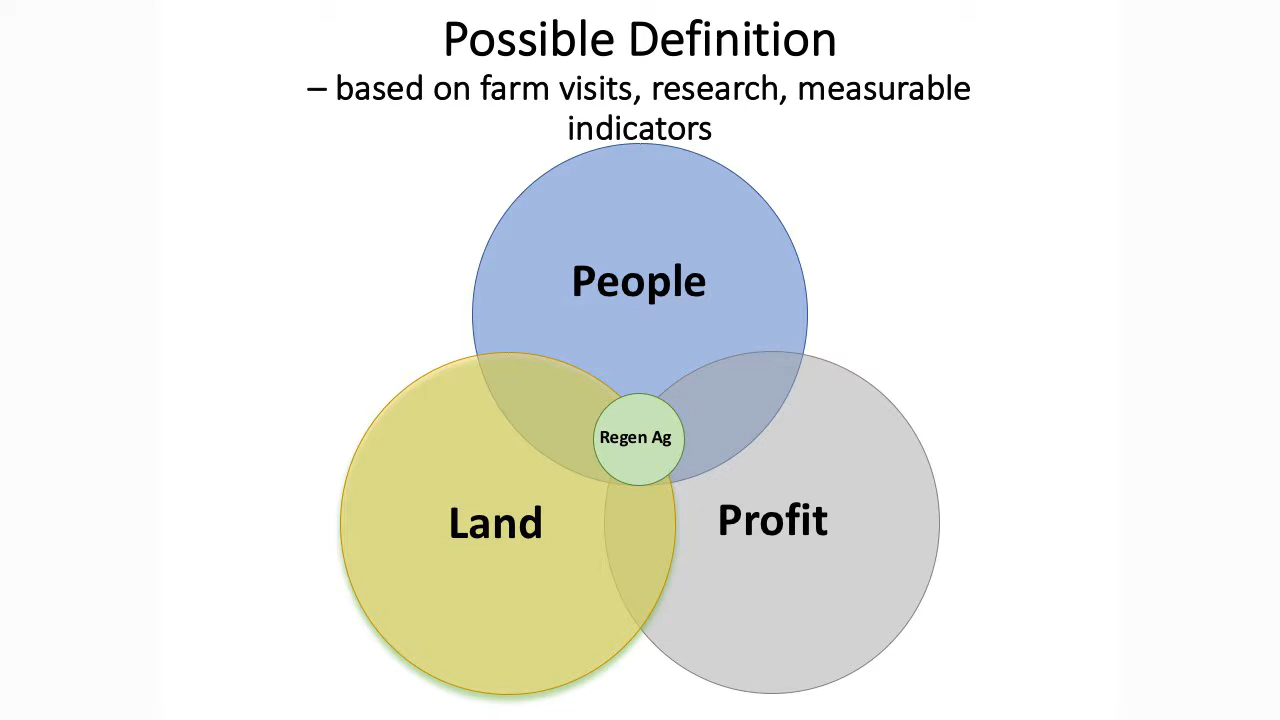 Possible Definition
– based on farm visits, research, measurable
indicators
People
Regen Ag
Land
Profit